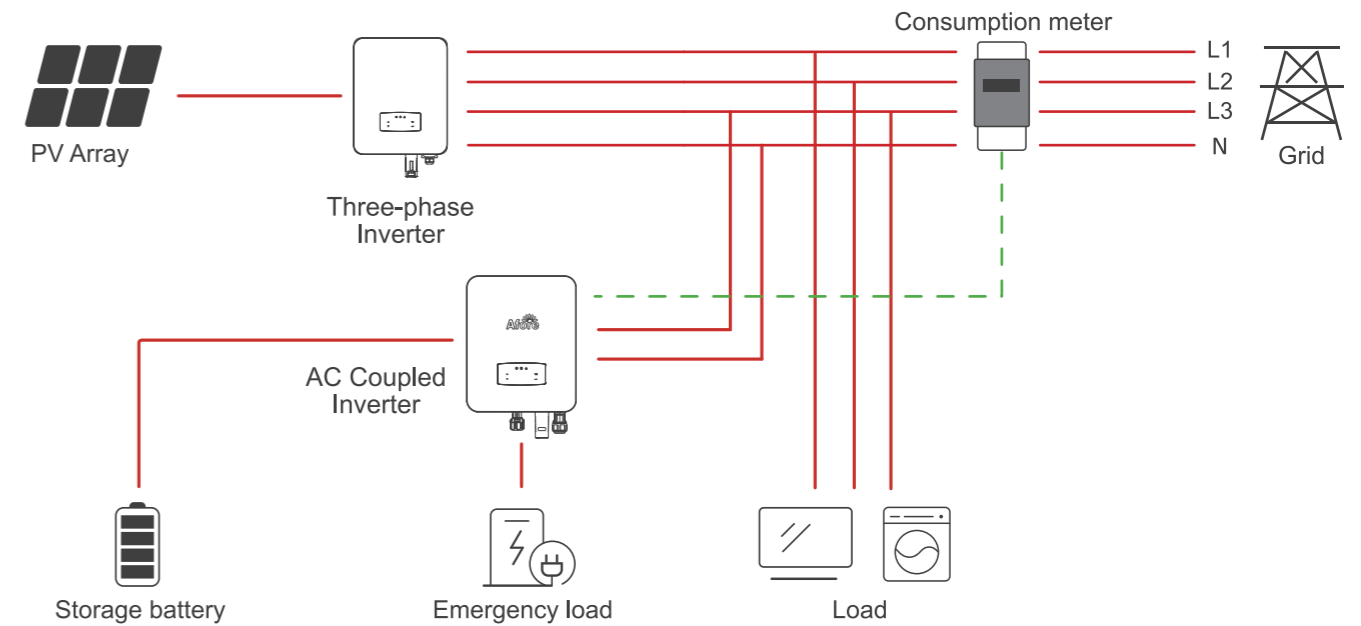 Consumption meter
L1
L2
L3
N
PV Array
Grid
Three-phase
Inverter
Afore
AC Coupled
Inverter
Storage battery
Emergency load
Load